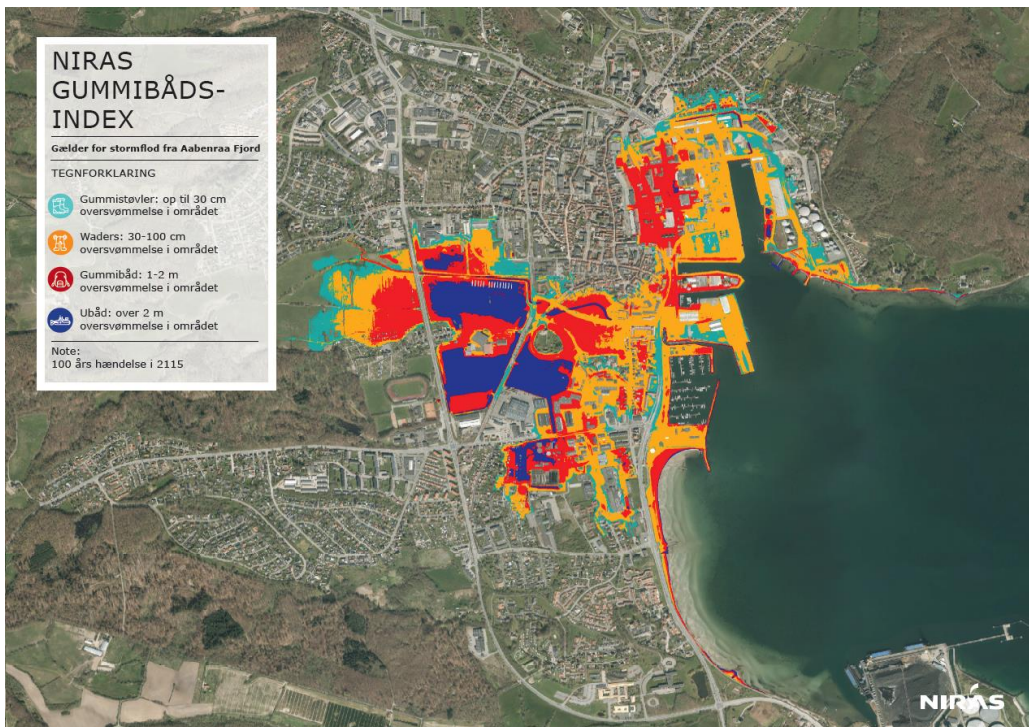 NIRAS
GUMMIBÅDS-
INDEX
Gælder for stormflod fra Aabenraa Fjord
TEGNFORKLARING
Gummistøvler: op til 30 cm
oversvømmelse i området
Waders: 30-100 cm
oversvømmelse i området
Gummibåd: 1-2 m
oversvømmelse i området
Ubåd: over 2 m
oversvømmelse i området
Note:
100 års hændelse i 2115
NIRAS